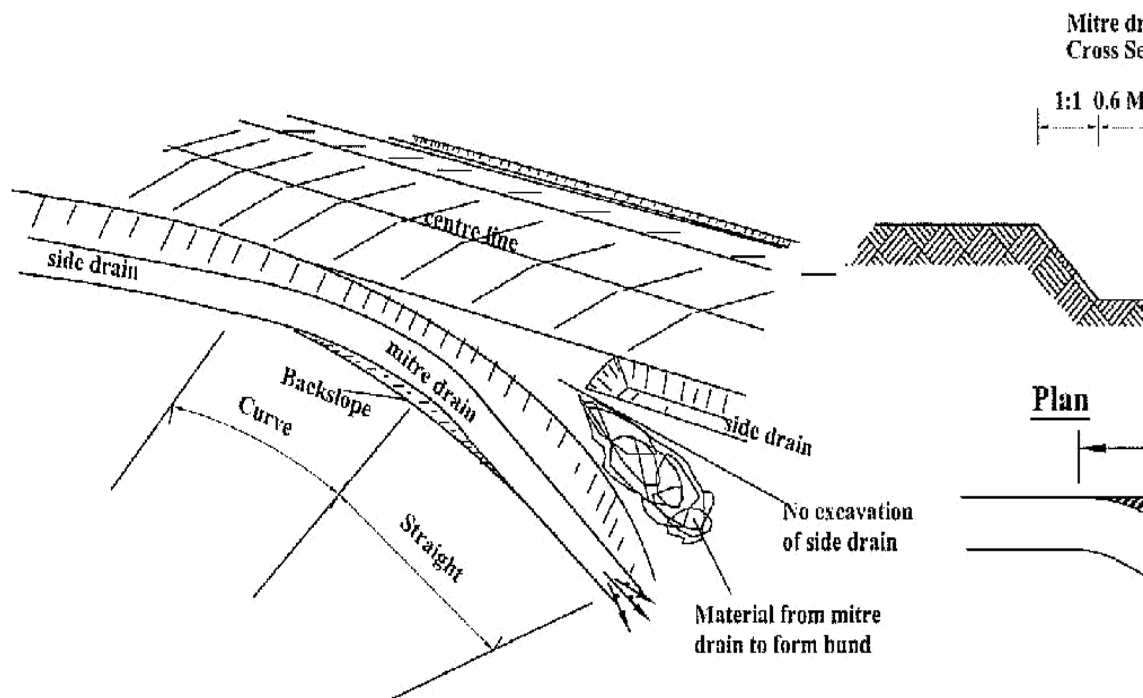 Mitre dr
Cross Se
1:1 0.6 M
centre line
side drain
mitre drain
Backslope
Curve
Straight
side drain
Plan
No excavation
of side drain
Material from mitre
drain to form bund